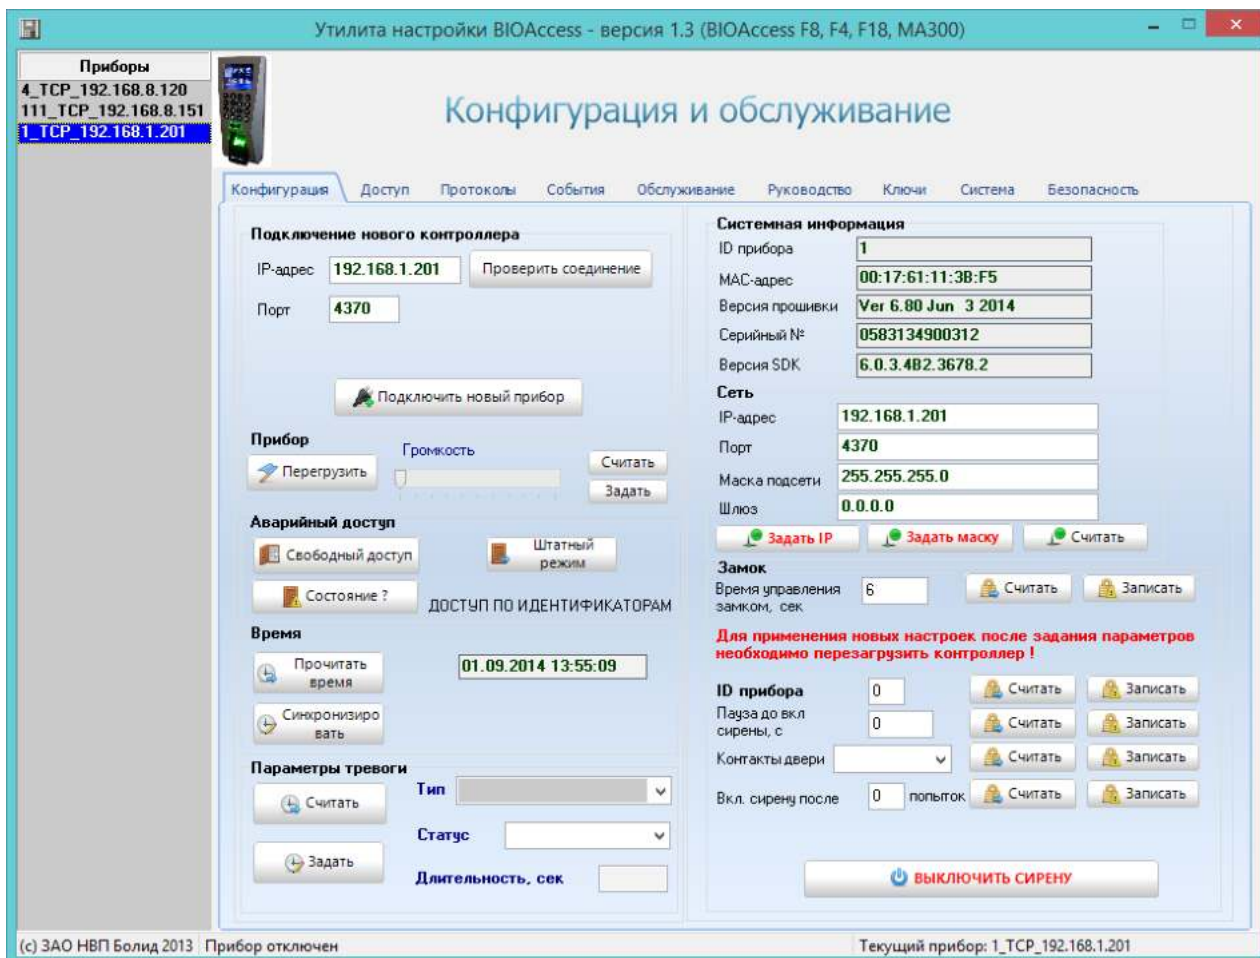 Утилита настройки BIOAccess - версия 1.3 (BIOAccess F8, F4, F18, MA300)
Приборы
4_TCP_192.168.8.120
111_TCP_192.168.8.151
1_TCP_192.168.1.201
Конфигурация и обслуживание
Конфигурация Доступ Протоколы События Обслуживание Руководство Ключи Система Безопасность
Подключение нового контроллера
IP-адрес 192.168.1.201 Проверить соединение
Порт 4370
Подключить новый прибор
Прибор
Перегрузить Громкость Считать
Задать
Аварийный доступ
Свободный доступ Штатный
режим
Состояние ? ДОСТУП ПО ИДЕНТИФИКАТОРАМ
Время
Прочитать
время
01.09.2014 13:55:09
Синхронизиро
вать
Параметры тревоги
Считать Тип
Статус
Задать
Длительность, сек
Системная информация
ID прибора 1
MAC-адрес 00:17:61:11:3B:F5
Версия прошивки Ver 6.80 Jun 3 2014
Серийный № 0583134900312
Версия SDK 6.0.3.4B2.3678.2
Сеть
IP-адрес 192.168.1.201
Порт 4370
Маска подсети 255.255.255.0
Шлюз 0.0.0.0
Задать IP Задать маску Считать
Замок
Время управления
замком, сек 6 Считать Записать
Для применения новых настроек после задания параметров
необходимо перезагрузить контроллер !
ID прибора 0 Считать Записать
Пауза до вкл
сирены, с 0 Считать Записать
Контакты двери Считать Записать
Вкл. сирену после 0 попыток Считать Записать
ВЫКЛЮЧИТЬ СИРЕНУ
(c) ЗАО НВП Болид 2013 Прибор отключен Текущий прибор: 1_TCP_192.168.1.201